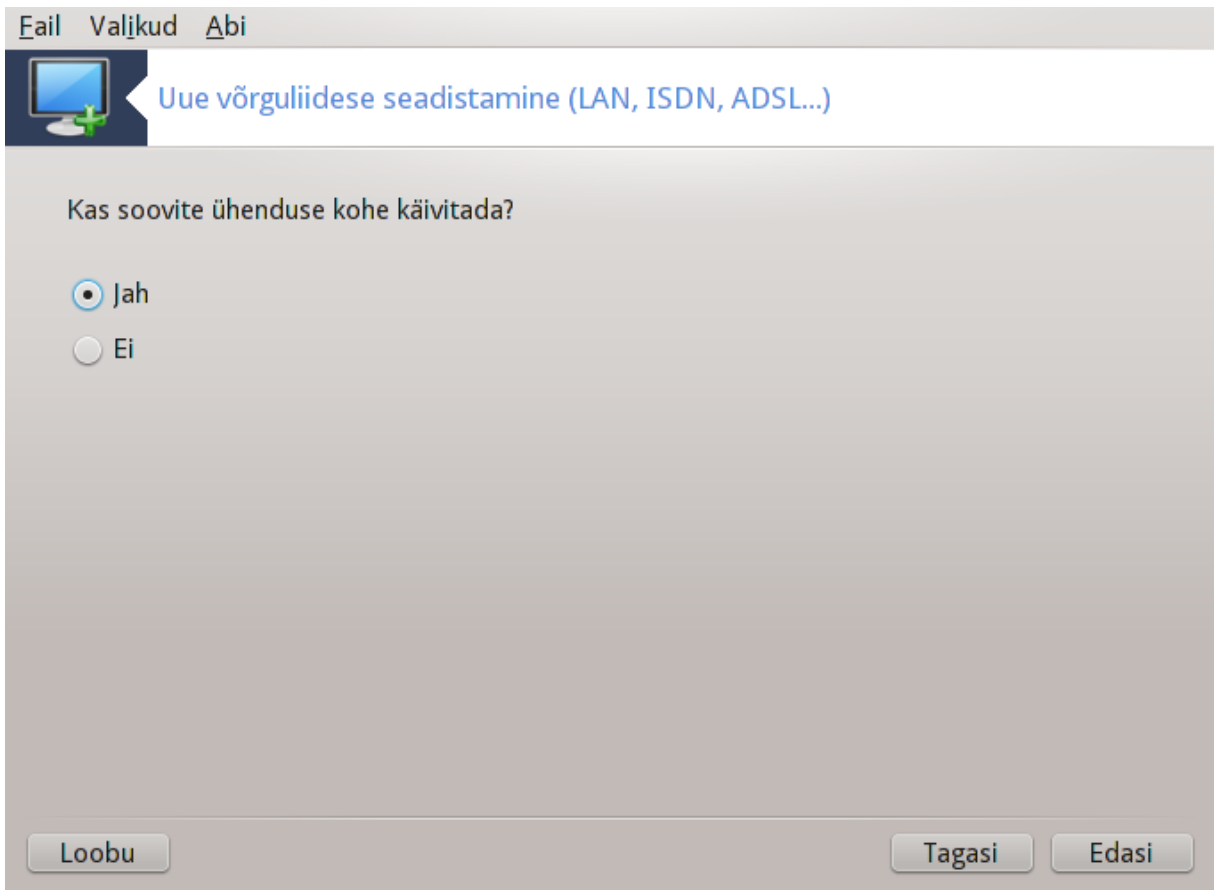 Fail Valikud Abi
Uue võrguliidese seadistamine (LAN, ISDN, ADSL...)
Kas soovite ühenduse kohe käivitada?
Jah
Ei
Loobu Tagasi Edasi